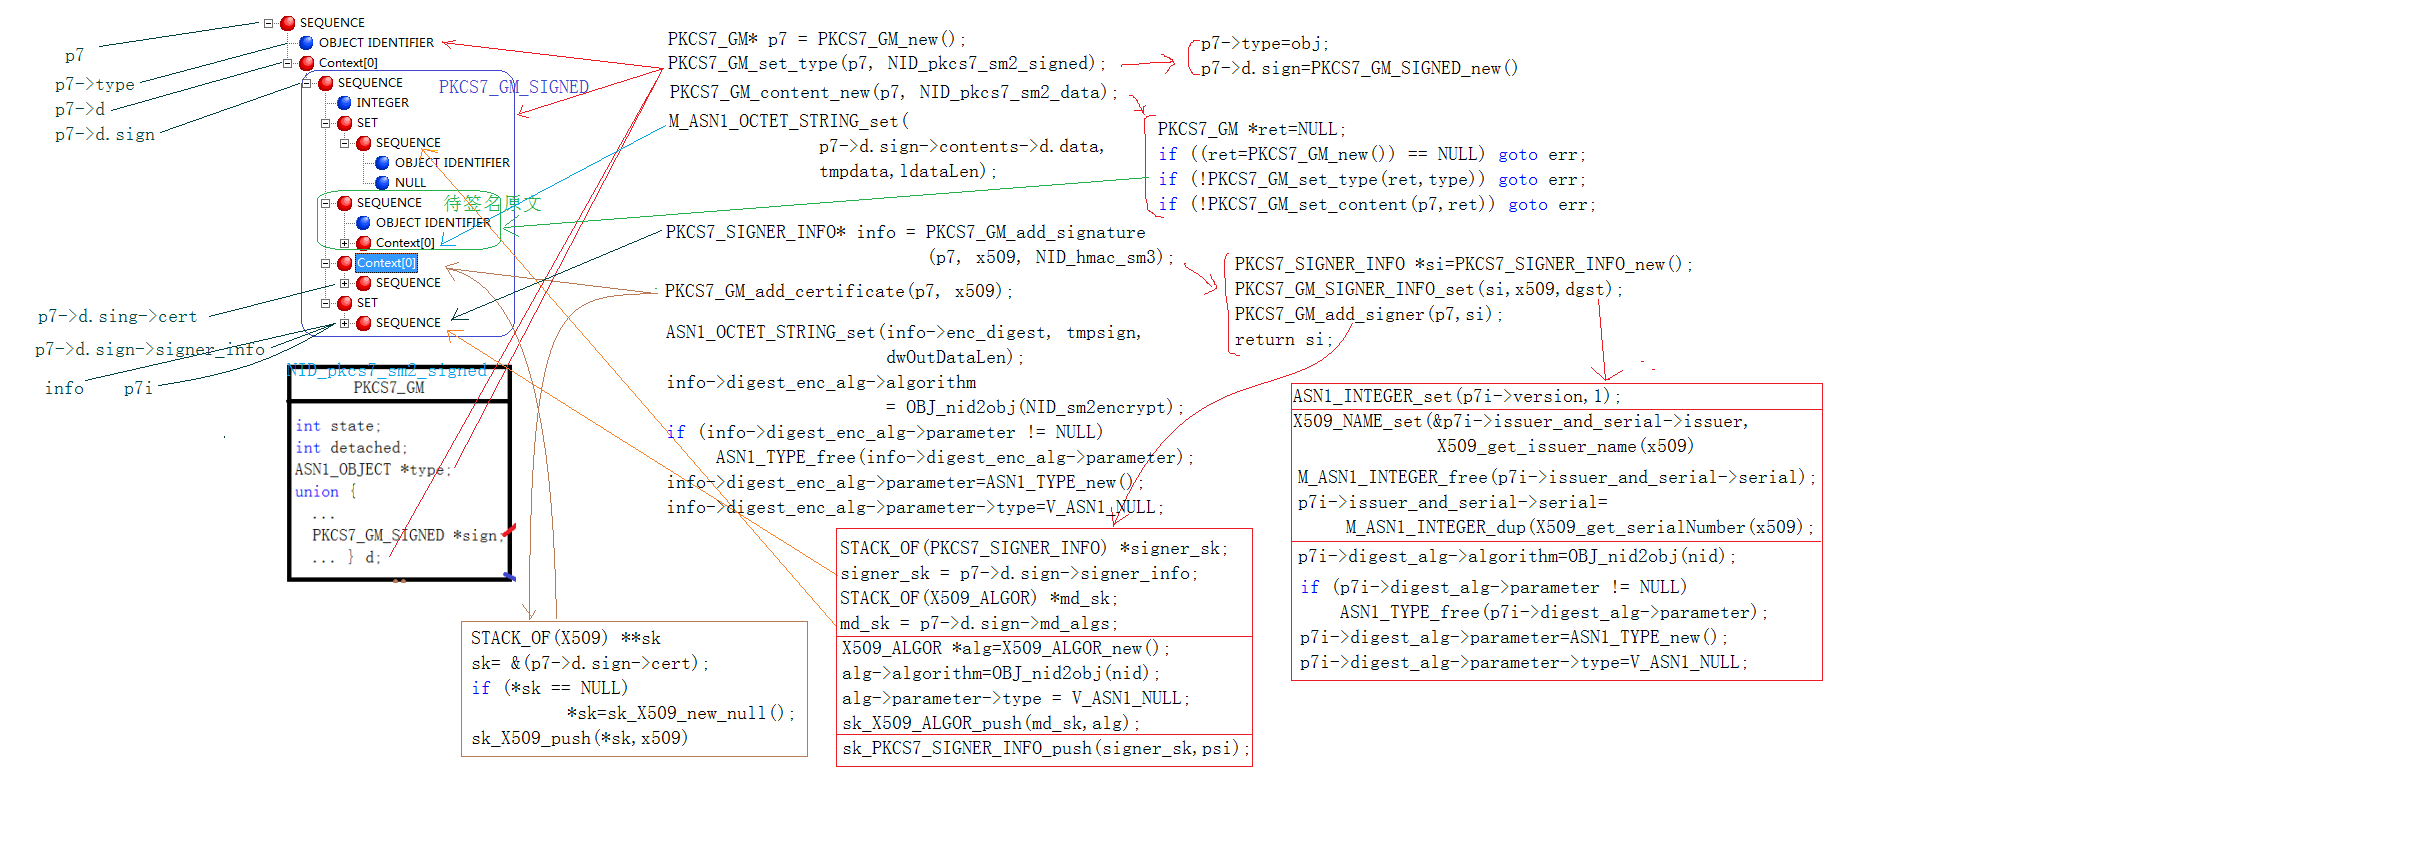 SEQUENCE
OBJECT IDENTIFIER
Context[0]
SEQUENCE
PKCS7_GM_SIGNED
INTEGER
SET
SEQUENCE
OBJECT IDENTIFIER
NULL
SEQUENCE
待签名原文
OBJECT IDENTIFIER
Context[0]
Context[0]
SEQUENCE
SET
SEQUENCE
p7
p7->type
p7->d
p7->d.sign
p7->d.sing->cert
p7->d.sign->signer_info
info
p7i
NID_pkcs7_sm2_signed
PKCS7_GM
int state;
int detached;
ASN1_OBJECT *type;
union {
...
PKCS7_GM_SIGNED *sign;
... } d;
PKCS7_GM* p7 = PKCS7_GM_new();
PKCS7_GM_set_type(p7, NID_pkcs7_sm2_signed);
PKCS7_GM_content_new(p7, NID_pkcs7_sm2_data);
M_ASN1_OCTET_STRING_set(
p7->d.sign->contents->d.data,
tmpdata,ldataLen);
PKCS7_SIGNER_INFO* info = PKCS7_GM_add_signature
(p7, x509, NID_hmac_sm3);
PKCS7_GM_add_certificate(p7, x509);
ASN1_OCTET_STRING_set(info->enc_digest, tmpsign,
dwOutDataLen);
info->digest_enc_alg->algorithm
= OBJ_nid2obj(NID_sm2encrypt);
if (info->digest_enc_alg->parameter != NULL)
ASN1_TYPE_free(info->digest_enc_alg->parameter);
info->digest_enc_alg->parameter=ASN1_TYPE_new();
info->digest_enc_alg->parameter->type=V_ASN1_NULL;
p7->type=obj;
p7->d.sign=PKCS7_GM_SIGNED_new()
PKCS7_GM *ret=NULL;
if ((ret=PKCS7_GM_new()) == NULL) goto err;
if (!PKCS7_GM_set_type(ret,type)) goto err;
if (!PKCS7_GM_set_content(p7,ret)) goto err;
PKCS7_SIGNER_INFO *si=PKCS7_SIGNER_INFO_new();
PKCS7_GM_SIGNER_INFO_set(si,x509,dgst);
PKCS7_GM_add_signer(p7,si);
return si;
ASN1_INTEGER_set(p7i->version,1);
X509_NAME_set(&p7i->issuer_and_serial->issuer,
X509_get_issuer_name(x509)
M_ASN1_INTEGER_free(p7i->issuer_and_serial->serial);
p7i->issuer_and_serial->serial=
M_ASN1_INTEGER_dup(X509_get_serialNumber(x509);
p7i->digest_alg->algorithm=OBJ_nid2obj(nid);
if (p7i->digest_alg->parameter != NULL)
ASN1_TYPE_free(p7i->digest_alg->parameter);
p7i->digest_alg->parameter=ASN1_TYPE_new();
p7i->digest_alg->parameter->type=V_ASN1_NULL;
STACK_OF(X509) **sk
sk= &(p7->d.sign->cert);
if (*sk == NULL)
*sk=sk_X509_new_null();
sk_X509_push(*sk,x509)
STACK_OF(PKCS7_SIGNER_INFO) *signer_sk;
signer_sk = p7->d.sign->signer_info;
STACK_OF(X509_ALGOR) *md_sk;
md_sk = p7->d.sign->md_algs;
X509_ALGOR *alg=X509_ALGOR_new();
alg->algorithm=OBJ_nid2obj(nid);
alg->parameter->type = V_ASN1_NULL;
sk_X509_ALGOR_push(md_sk,alg);
sk_PKCS7_SIGNER_INFO_push(signer_sk,psi);